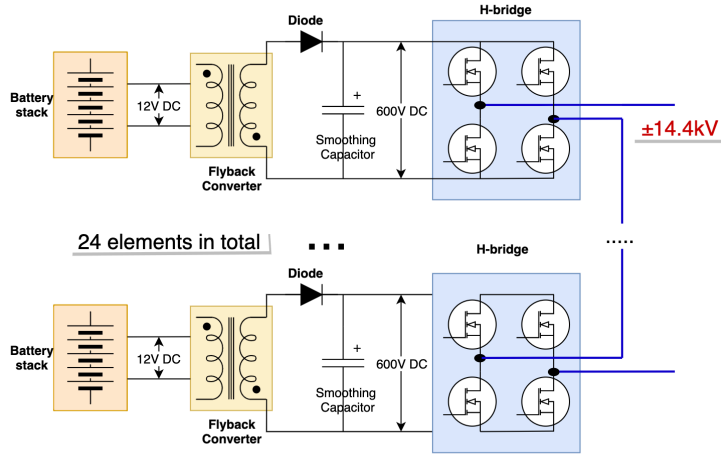 Diode
H-bridge
Battery
stack
12V DC
Flyback
Converter
+
Smoothing
Capacitor
600V DC
±14.4kV
24 elements in total
...
.....
Diode
H-bridge
Battery
stack
12V DC
Flyback
Converter
+
Smoothing
Capacitor
600V DC